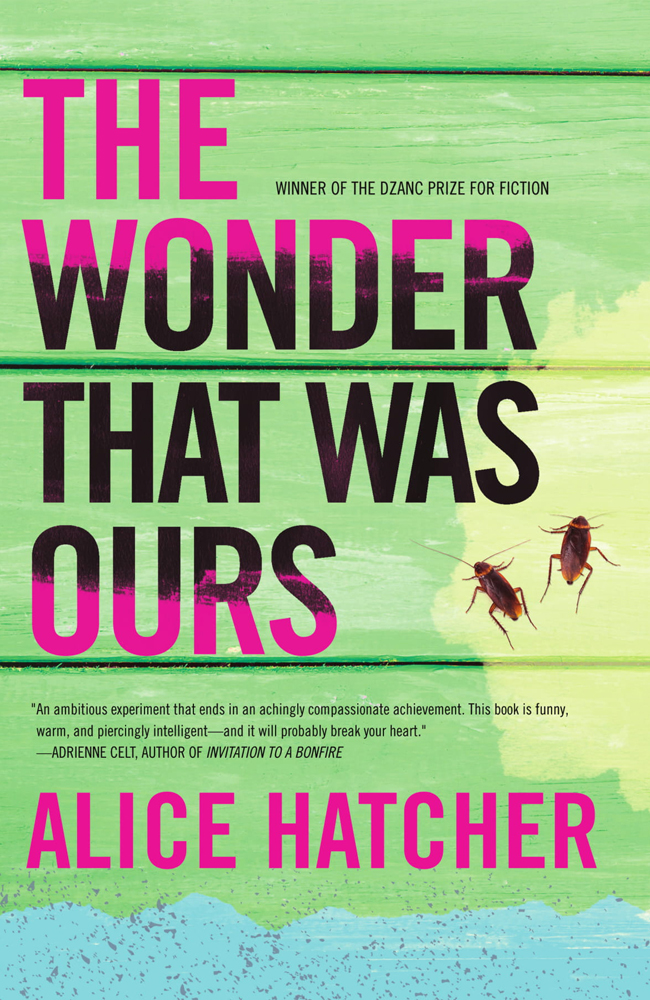 THE
WINNER OF THE DZANC PRIZE FOR FICTION
WONDER
THAT WAS
OURS
"An ambitious experiment that ends in an achingly compassionate achievement. This book is funny,
warm, and piercingly intelligent—and it will probably break your heart."
—ADRIENNE CELT, AUTHOR OF INVITATION TO A BONFIRE
ALICE HATCHER